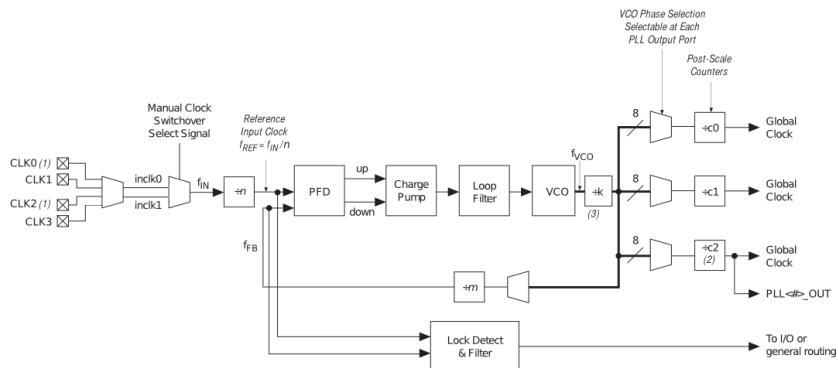 VCO Phase Selection
Selectable at Each
PLL Output Port
Post-Scale
Counters
Manual Clock
Switchover
Select Signal
Reference
Input Clock
fREF = fIN /n
CLK0 (1)
CLK1
CLK2 (1)
CLK3
inclk0
inclk1
fIN
÷n
PFD
up
down
Charge
Pump
Loop
Filter
VCO
fVCO
÷k
(3)
8
÷c0
Global
Clock
8
÷c1
Global
Clock
8
÷c2
(2)
Global
Clock
PLL<#>_OUT
fFB
÷m
Lock Detect
& Filter
To I/O or
general routing